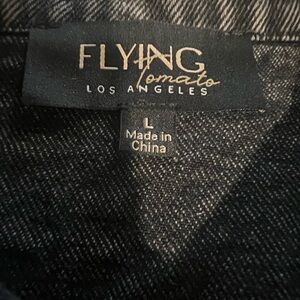 FLYING
Tomato
LOS ANGELES
L
Made in
China